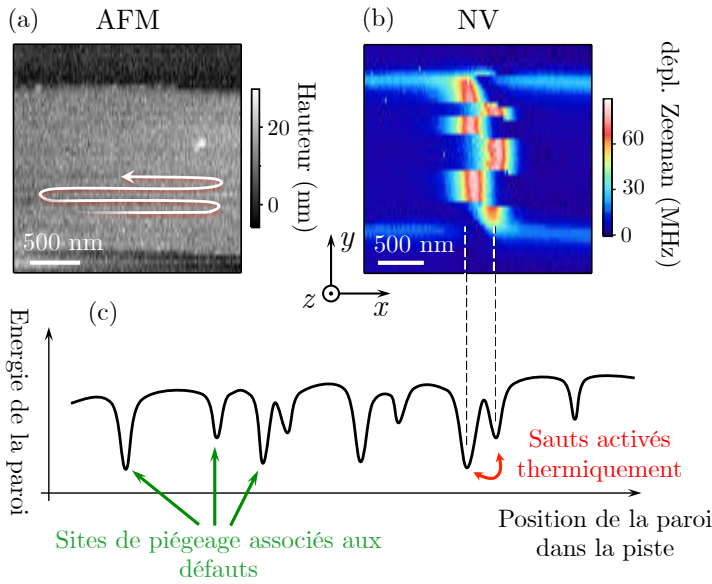 (a)
AFM
Hauteur (nm)
20
0
500 nm
(b)
NV
dépl. Zeeman (MHz)
60
30
0
500 nm
y
z
x
(c)
Energie de la paroi
Sauts activés
thermiquement
Sites de piégeage associés aux
défauts
Position de la paroi
dans la piste